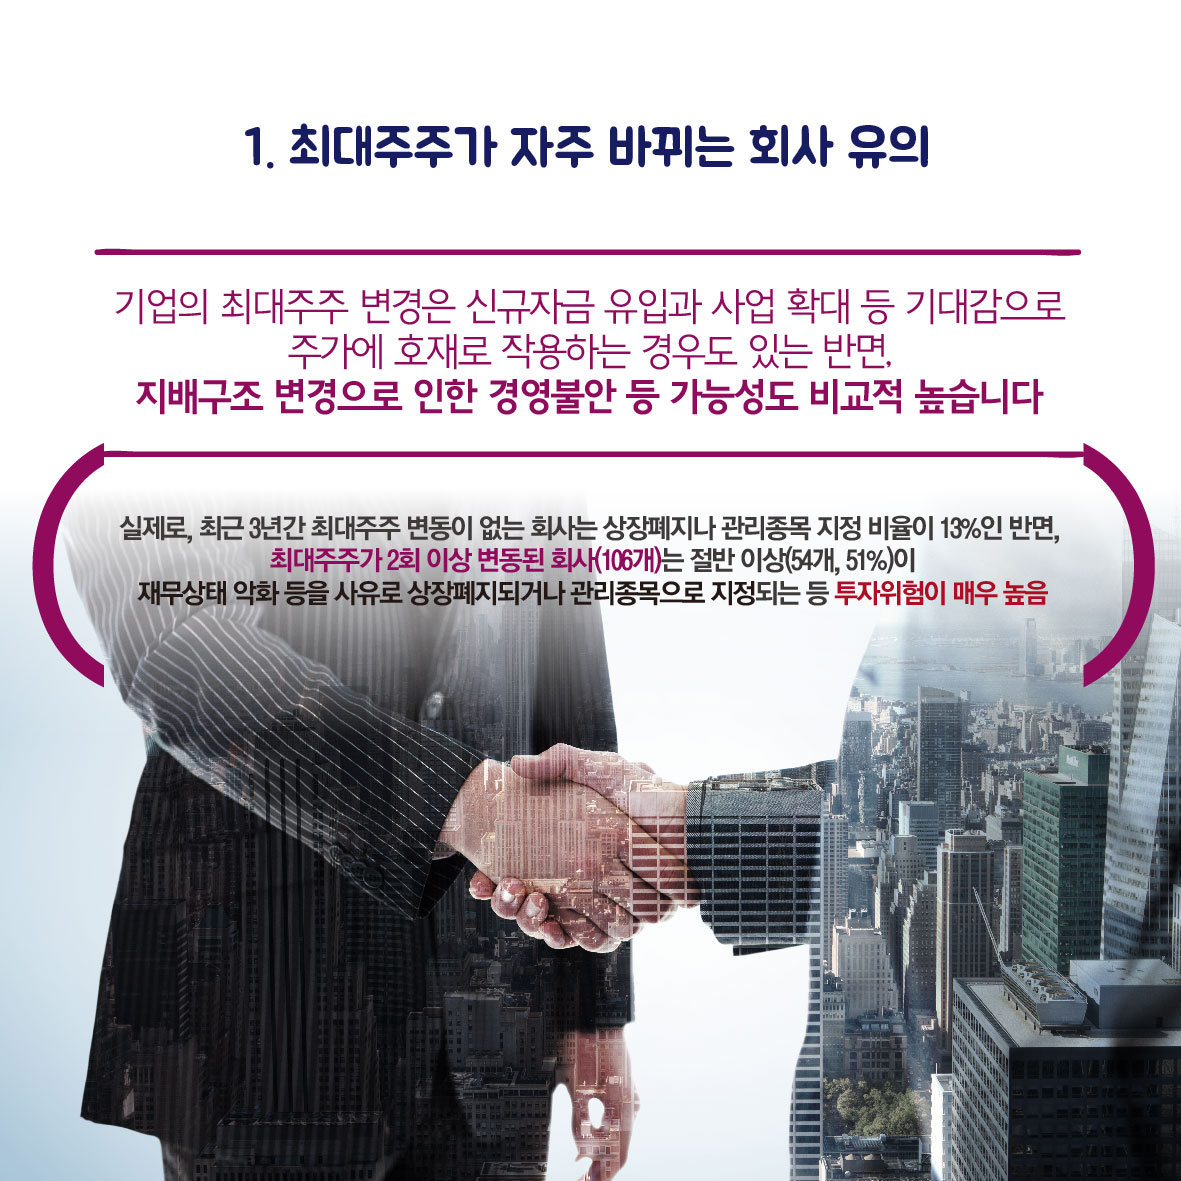 1. 최대주주가 자주 바뀌는 회사 유의
기업의 최대주주 변경은 신규자금 유입과 사업 확대 등 기대감으로
주가에 호재로 작용하는 경우도 있는 반면,
지배구조 변경으로 인한 경영불안 등 가능성도 비교적 높습니다
실제로, 최근 3년간 최대주주 변동이 없는 회사는 상장폐지나 관리종목 지정 비율이 13%인 반면,
최대주주가 2회 이상 변동된 회사(106개)는 절반 이상(54개, 51%)이
재무상태 악화 등을 사유로 상장폐지되거나 관리종목으로 지정되는 등 투자위험이 매우 높음